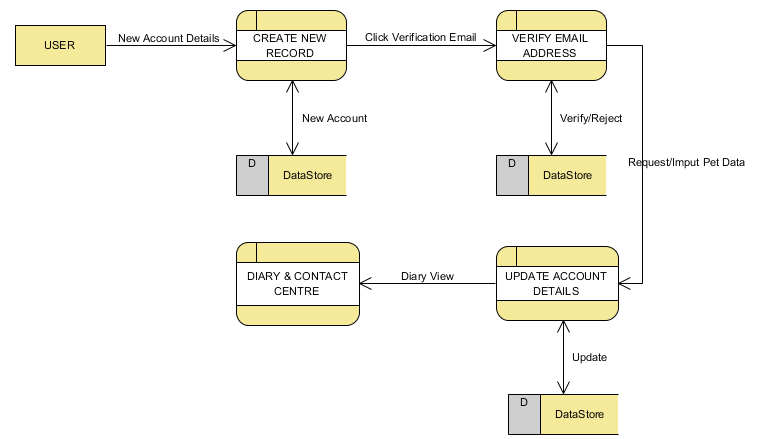 USER
New Account Details
CREATE NEW
RECORD
Click Verification Email
VERIFY EMAIL
ADDRESS
New Account
Verify/Reject
D
DataStore
D
DataStore
Request/Imput Pet Data
DIARY & CONTACT
CENTRE
Diary View
UPDATE ACCOUNT
DETAILS
Update
D
DataStore